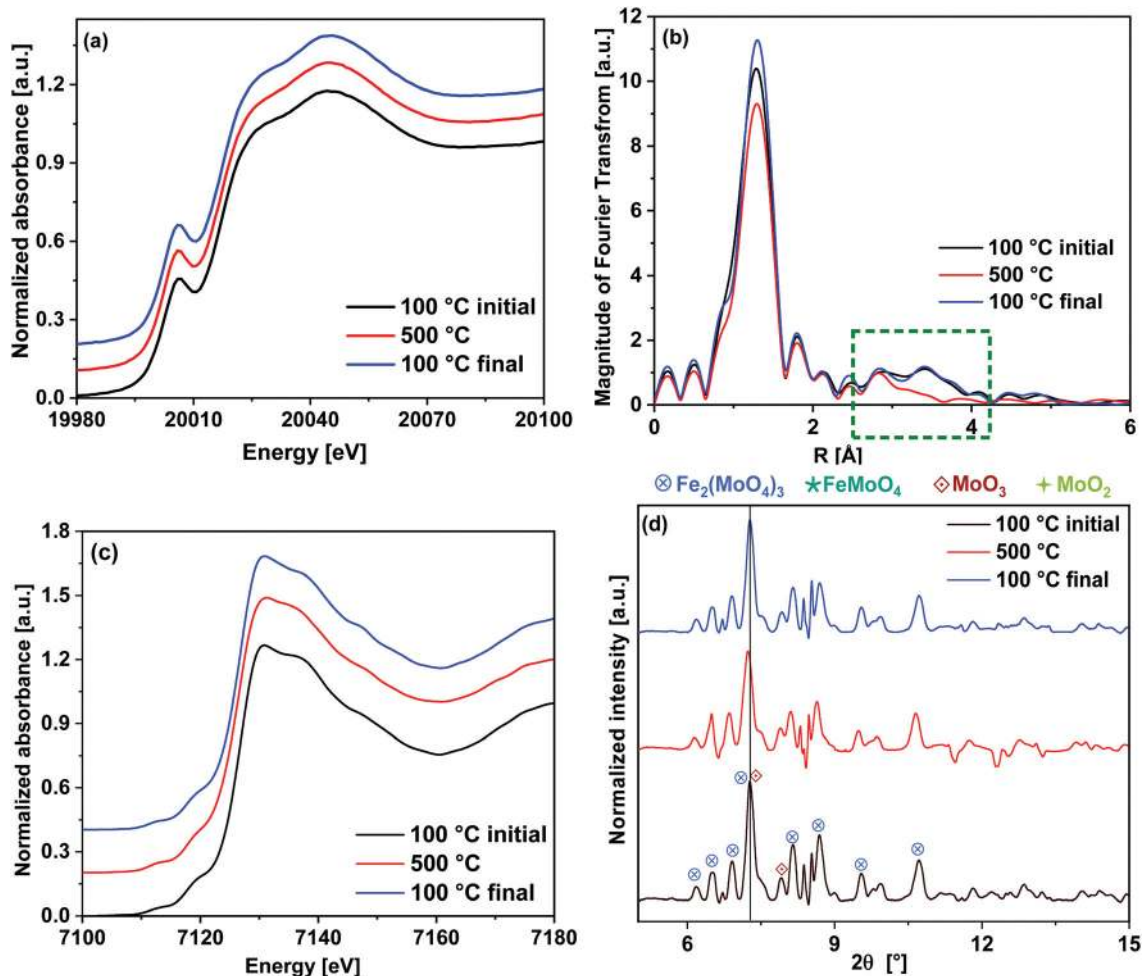 (a)
Normalized absorbance [a.u.]
1.2
0.9
0.6
0.3
0.0
100 °C initial
500 °C
100 °C final
19980 20010 20040 20070 20100
Energy [eV]
(b)
Magnitude of Fourier Transfrom [a.u.]
12
10
8
6
4
2
0
100 °C initial
500 °C
100 °C final
0 2 4 6
R [Å]
(c)
Normalized absorbance [a.u.]
1.8
1.5
1.2
0.9
0.6
0.3
0.0
100 °C initial
500 °C
100 °C final
7100 7120 7140 7160 7180
Energy [eV]
Fe₂(MoO₄)₃ FeMoO₄ MoO₃ MoO₂
(d)
Normalized intensity [a.u.]
100 °C initial
500 °C
100 °C final
6 9 12 15
2θ [°]